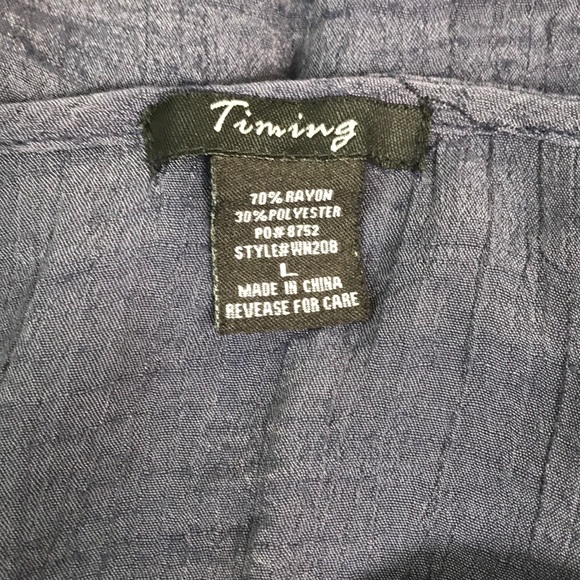 Timing
70% RAYON
30% POLYESTER
PO# 8752
STYLE#WN208
L
MADE IN CHINA
REVEASE FOR CARE